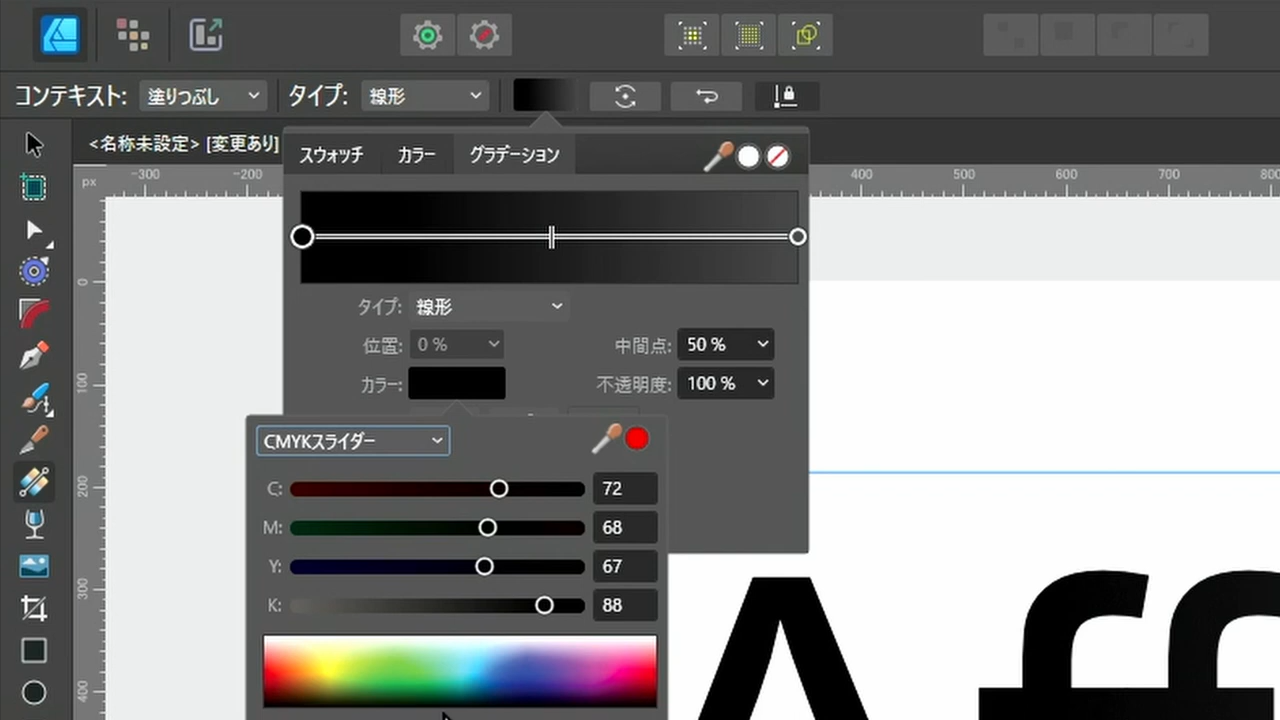 コンテキスト: 塗りつぶし タイプ: 線形
<名称未設定> [変更あり]
スウォッチ カラー グラデーション
px -300 -200 400 500 600 700 800
0
100
200
300
400
タイプ: 線形
位置: 0 % 中間点: 50 %
カラー: 不透明度: 100 %
CMYKスライダー
C: 72
M: 68
Y: 67
K: 88
Aff